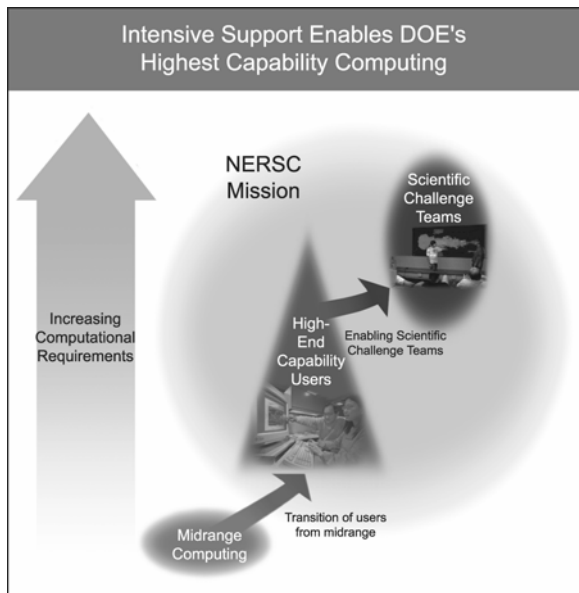 Intensive Support Enables DOE's
Highest Capability Computing
NERSC
Mission
Scientific
Challenge
Teams
Increasing
Computational
Requirements
High-
End
Capability
Users
Enabling Scientific
Challenge Teams
Midrange
Computing
Transition of users
from midrange